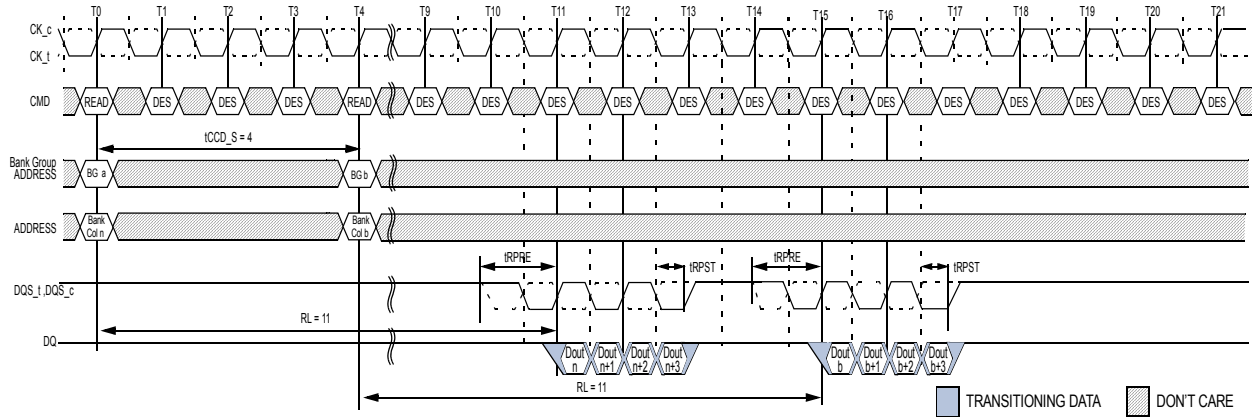 T0 T1 T2 T3 T4 T9 T10 T11 T12 T13 T14 T15 T16 T17 T18 T19 T20 T21
CK_c
CK_t
CMD READ DES DES DES READ DES DES DES DES DES DES DES DES DES DES DES DES DES
tCCD_S = 4
Bank Group
ADDRESS
BG a BG b
ADDRESS
Bank
Col n
Bank
Col b
tRPRE tRPST tRPRE tRPST
DQS_t ,DQS_c
RL = 11
DQ
Dout
n
Dout
n+1
Dout
n+2
Dout
n+3
Dout
b
Dout
b+1
Dout
b+2
Dout
b+3
RL = 11
TRANSITIONING DATA DON'T CARE